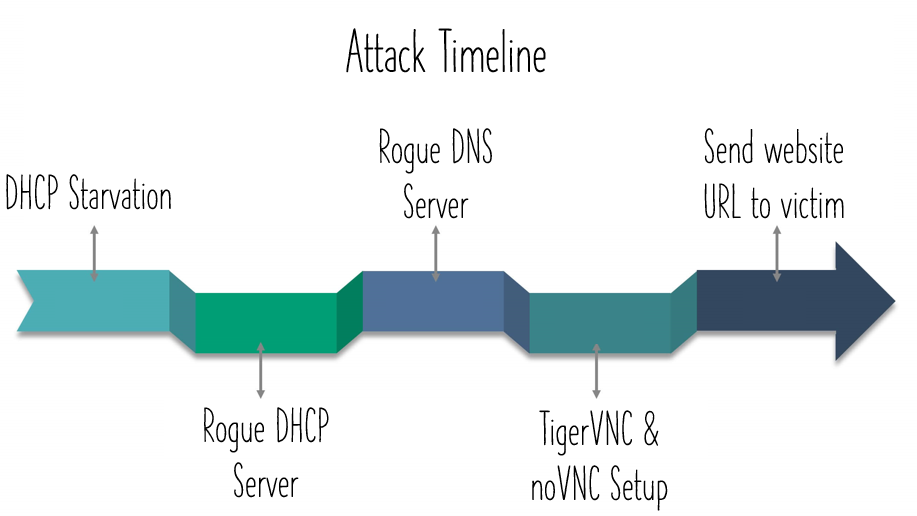 Attack Timeline
DHCP Starvation
Rogue DHCP
Server
Rogue DNS
Server
TigerVNC &
noVNC Setup
Send website
URL to victim